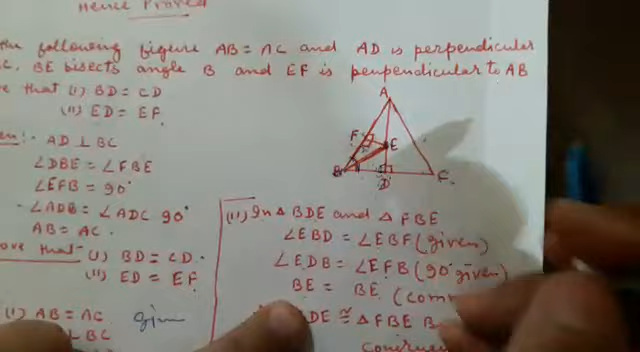 Hence Proved
the following figure AB = AC and AD is perpendicular
BE bisects angle B and EF is perpendicular to AB
that (i) BD = CD
(ii) ED = EF
A
F
E
B
D
C
AD ⊥ BC
∠DBE = ∠FBE
∠EFB = 90°
∠ADB = ∠ADC 90°
AB = AC
that (i) BD = CD
(ii) ED = EF
(i) AB = AC given
⊥ BC
(ii) In Δ BDE and Δ FBE
∠EBD = ∠EBF (given)
∠EDB = ∠EFB (90° given)
BE = BE (comm
DE ≅ Δ FBE B